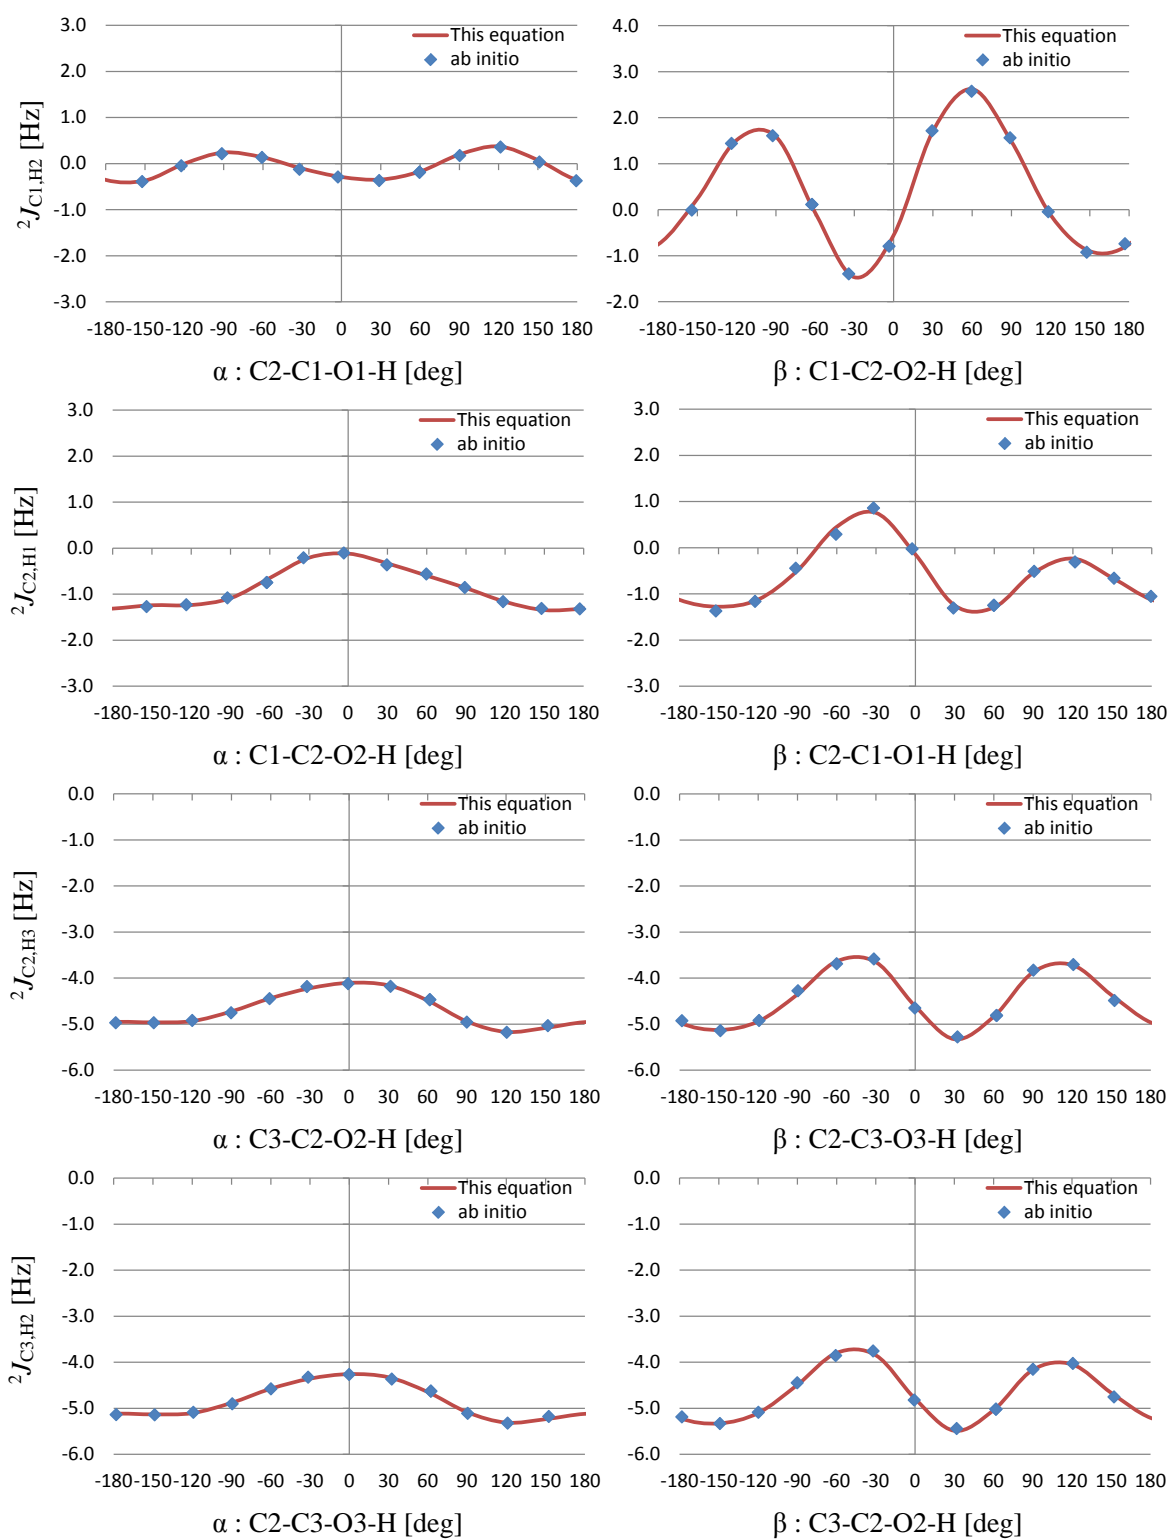 3.0
2.0
1.0
0.0
-1.0
-2.0
-3.0
²J C1,H2 [Hz]
This equation
ab initio
-180 -150 -120 -90 -60 -30 0 30 60 90 120 150 180
α : C2-C1-O1-H [deg]
4.0
3.0
2.0
1.0
0.0
-1.0
-2.0
This equation
ab initio
-180 -150 -120 -90 -60 -30 0 30 60 90 120 150 180
β : C1-C2-O2-H [deg]
3.0
2.0
1.0
0.0
-1.0
-2.0
-3.0
²J C2,H1 [Hz]
This equation
ab initio
-180 -150 -120 -90 -60 -30 0 30 60 90 120 150 180
α : C1-C2-O2-H [deg]
3.0
2.0
1.0
0.0
-1.0
-2.0
-3.0
This equation
ab initio
-180 -150 -120 -90 -60 -30 0 30 60 90 120 150 180
β : C2-C1-O1-H [deg]
0.0
-1.0
-2.0
-3.0
-4.0
-5.0
-6.0
²J C2,H3 [Hz]
This equation
ab initio
-180 -150 -120 -90 -60 -30 0 30 60 90 120 150 180
α : C3-C2-O2-H [deg]
0.0
-1.0
-2.0
-3.0
-4.0
-5.0
-6.0
This equation
ab initio
-180 -150 -120 -90 -60 -30 0 30 60 90 120 150 180
β : C2-C3-O3-H [deg]
0.0
-1.0
-2.0
-3.0
-4.0
-5.0
-6.0
²J C3,H2 [Hz]
This equation
ab initio
-180 -150 -120 -90 -60 -30 0 30 60 90 120 150 180
α : C2-C3-O3-H [deg]
0.0
-1.0
-2.0
-3.0
-4.0
-5.0
-6.0
This equation
ab initio
-180 -150 -120 -90 -60 -30 0 30 60 90 120 150 180
β : C3-C2-O2-H [deg]